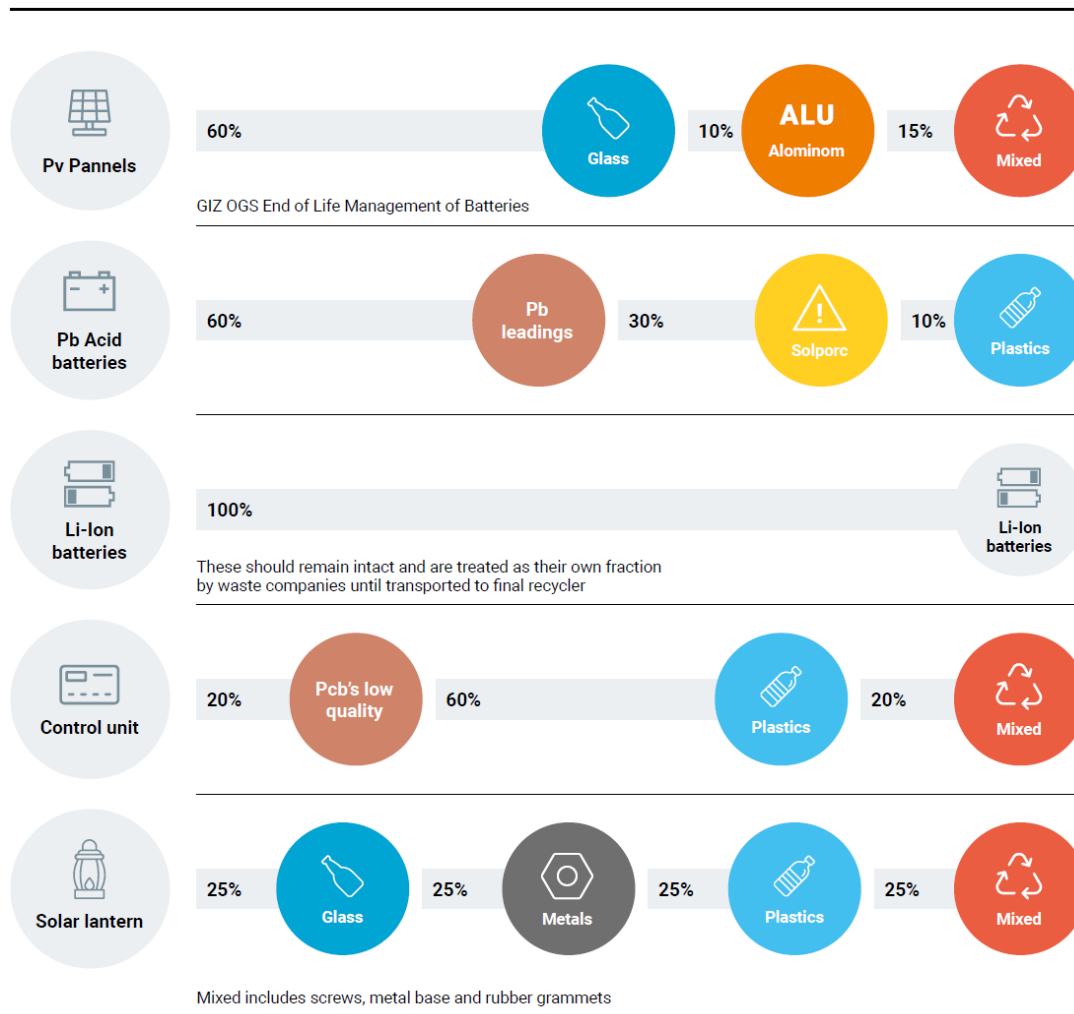 60%
Glass
10%
ALU
Alominom
15%
Mixed
Pv Pannels
GIZ OGS End of Life Management of Batteries
60%
Pb
leadings
30%
Solporc
10%
Plastics
Pb Acid
batteries
100%
Li-Ion
batteries
Li-Ion
batteries
These should remain intact and are treated as their own fraction
by waste companies until transported to final recycler
20%
Pcb's low
quality
60%
Plastics
20%
Mixed
Control unit
25%
Glass
25%
Metals
25%
Plastics
25%
Mixed
Solar lantern
Mixed includes screws, metal base and rubber grammets